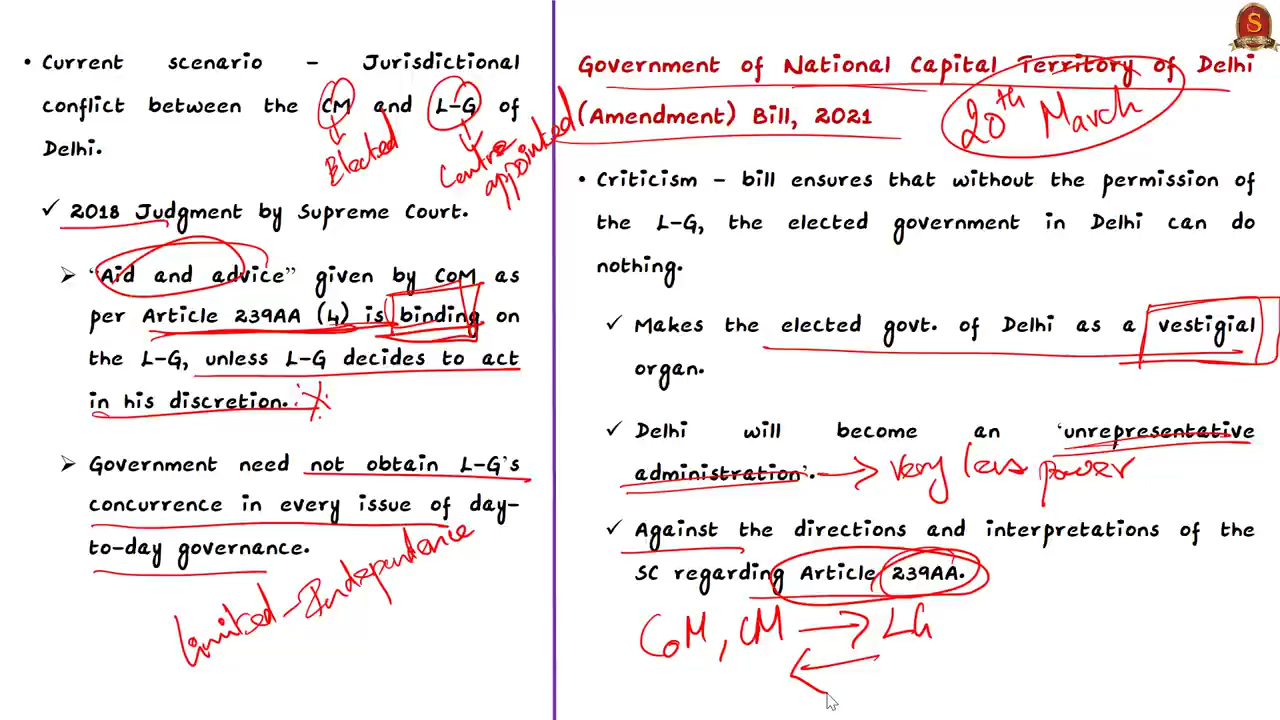 • Current scenario – Jurisdictional
conflict between the CM and L-G of
Delhi.
Elected
Centre
appointed
✓ 2018 Judgment by Supreme Court.
➢ “Aid and advice” given by CoM as
per Article 239AA (4) is binding on
the L-G, unless L-G decides to act
in his discretion.
➢ Government need not obtain L-G's
concurrence in every issue of day-
to-day governance.
Limited - Independence
S
Government of National Capital Territory of Delhi
(Amendment) Bill, 2021
20th March
• Criticism – bill ensures that without the permission of
the L-G, the elected government in Delhi can do
nothing.
✓ Makes the elected govt. of Delhi as a vestigial
organ.
✓ Delhi will become an ‘unrepresentative
administration’. → very less power
✓ Against the directions and interpretations of the
SC regarding Article 239AA.
CoM, CM → LG